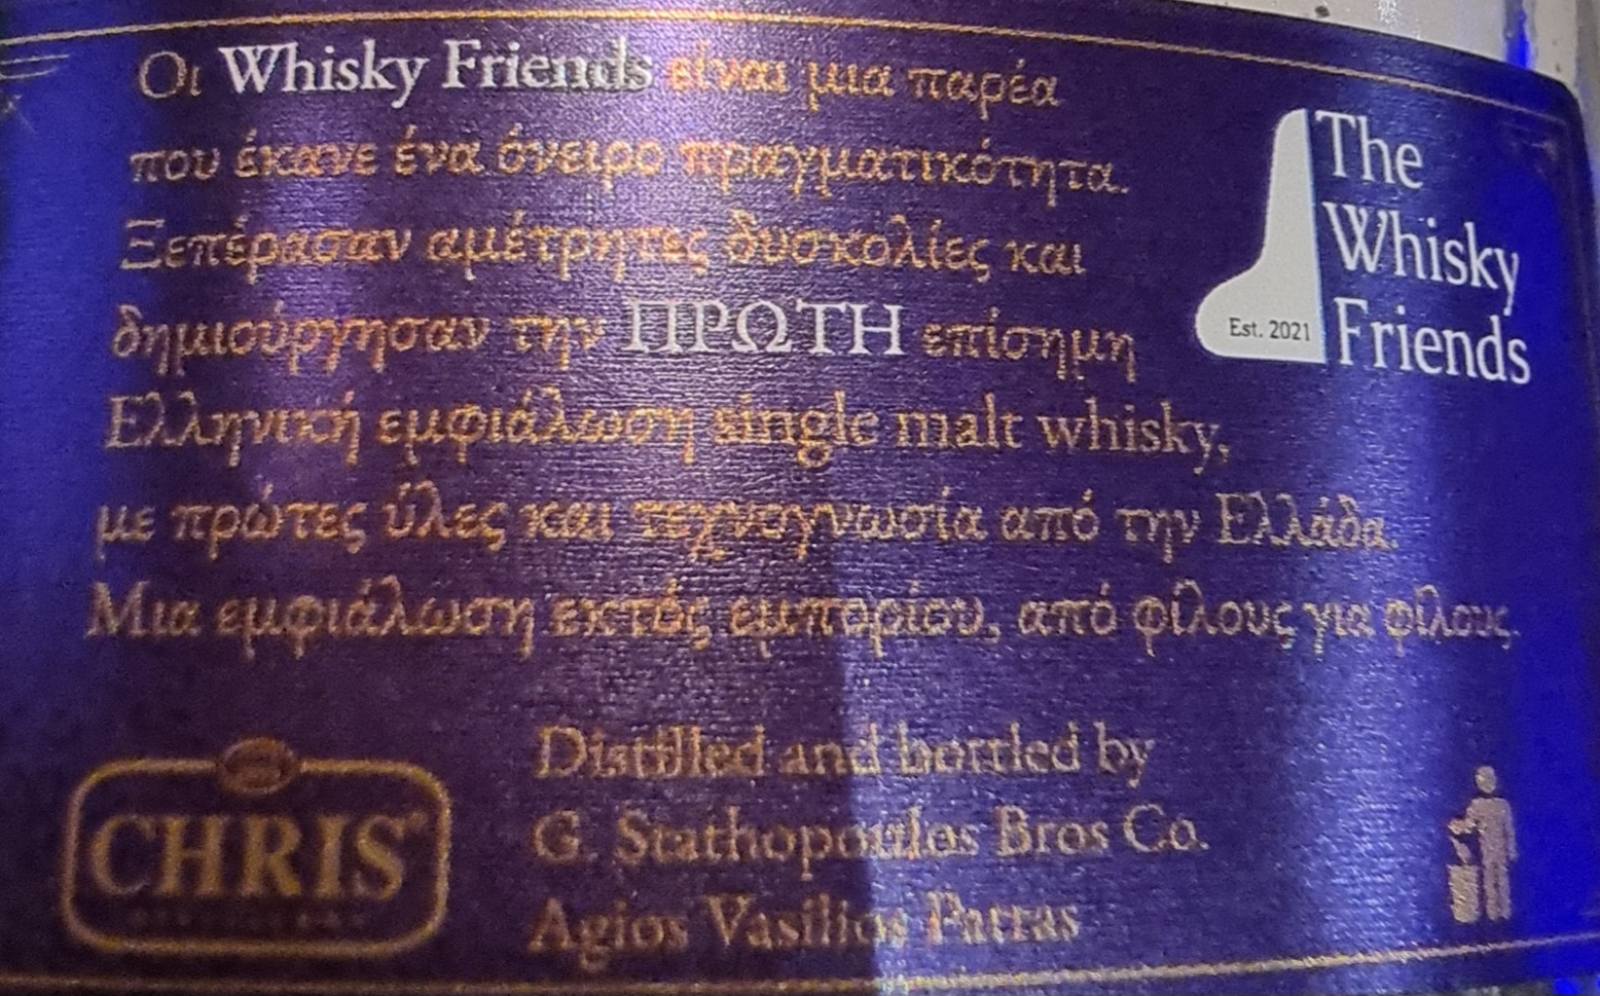 Οι Whisky Friends είναι μια παρέα
που έκανε ένα όνειρο πραγματικότητα.
Ξεπέρασαν αμέτρητες δυσκολίες και
δημιούργησαν την ΠΡΩΤΗ επίσημη
Ελληνική εμφιάλωση single malt whisky,
με πρώτες ύλες και τεχνογνωσία από την Ελλάδα.
Μια εμφιάλωση εκτός εμπορίου, από φίλους για φίλους.
The
Whisky
Friends
Est. 2021
CHRIS®
Distilled and bottled by
G. Stathopoulos Bros Co.
Agios Vasilios Patras